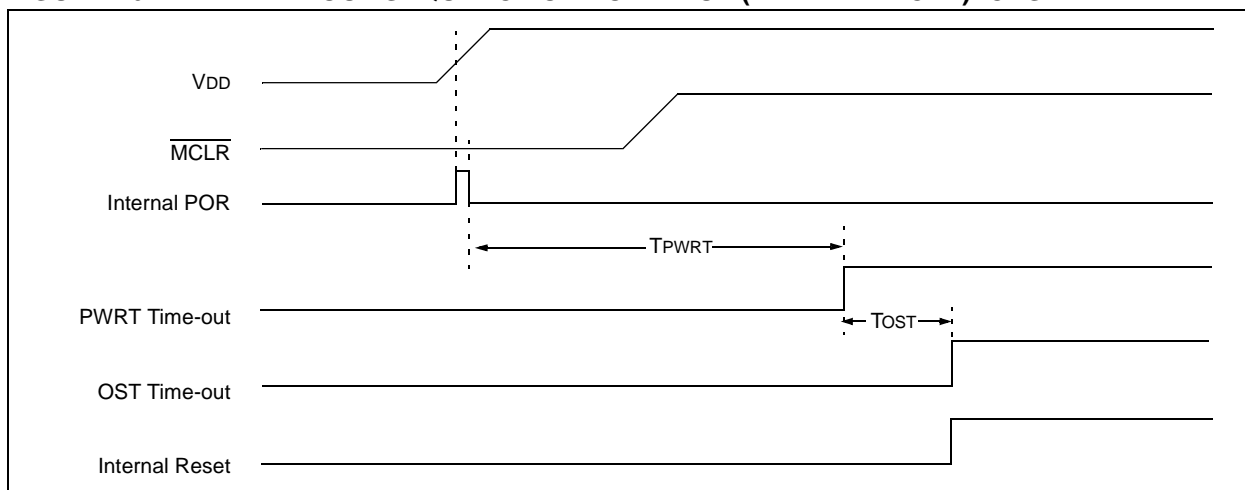 VDD
MCLR
Internal POR
TPWRT
PWRT Time-out
TOST
OST Time-out
Internal Reset